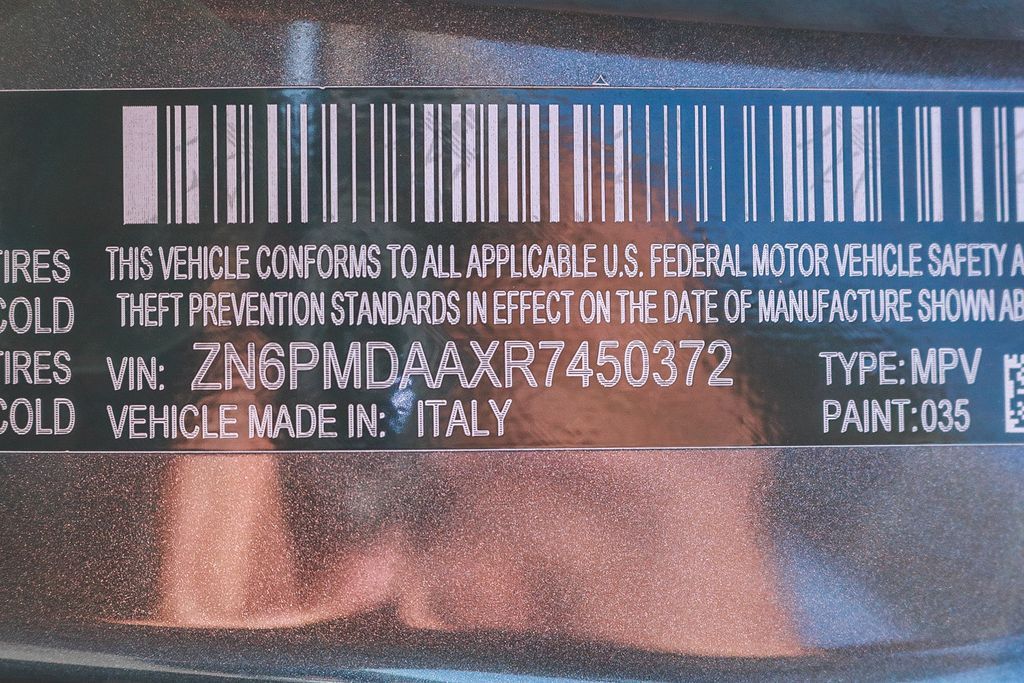 THIS VEHICLE CONFORMS TO ALL APPLICABLE U.S. FEDERAL MOTOR VEHICLE SAFETY A
TIRES
THEFT PREVENTION STANDARDS IN EFFECT ON THE DATE OF MANUFACTURE SHOWN AB
COLD
TIRES VIN: ZN6PMDAAXR7450372 TYPE: MPV
COLD VEHICLE MADE IN: ITALY PAINT: 035